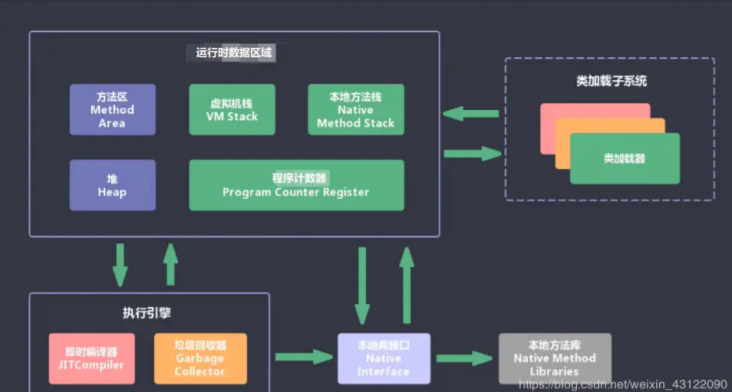 运行时数据区域
方法区
Method
Area
虚拟机栈
VM Stack
本地方法栈
Native
Method Stack
堆
Heap
程序计数器
Program Counter Register
类加载子系统
类加载器
执行引擎
即时编译器
JITCompiler
垃圾回收器
Garbage
Collector
本地库接口
Native
Interface
本地方法库
Native Method
Libraries
https://blog.csdn.net/weixin_43122090